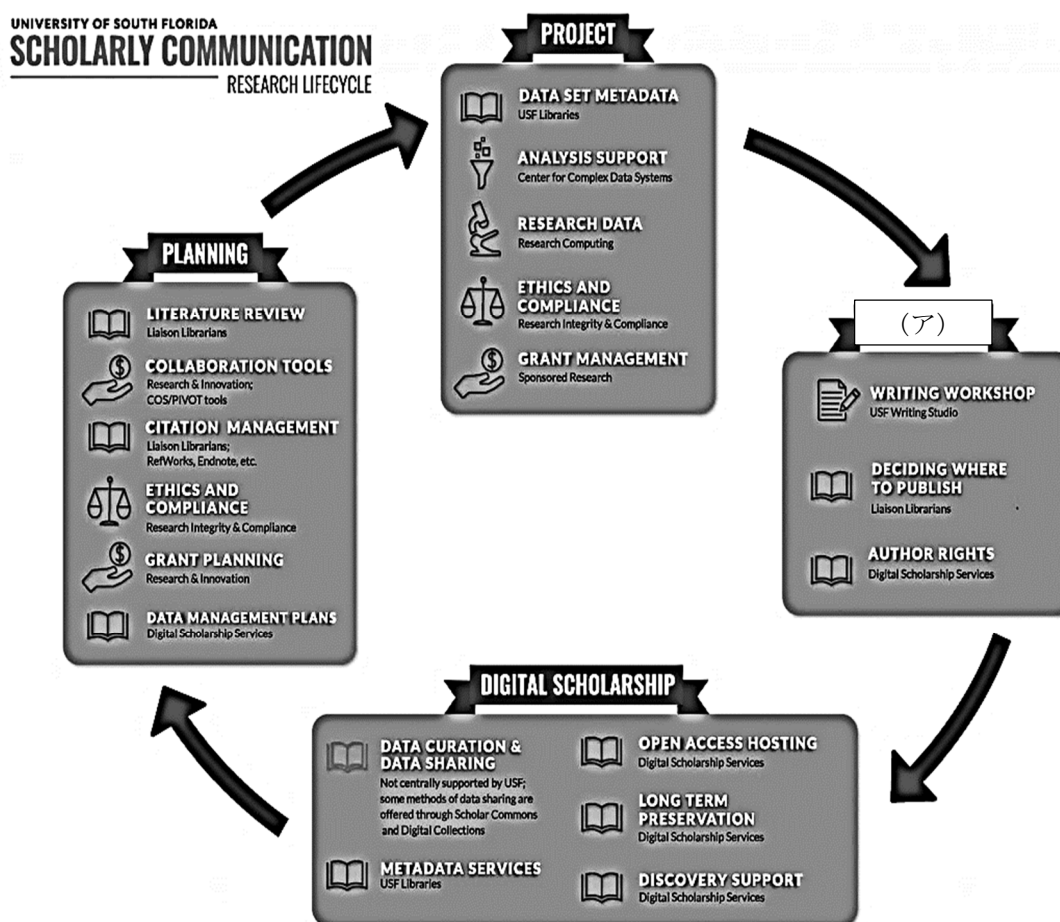 UNIVERSITY OF SOUTH FLORIDA
SCHOLARLY COMMUNICATION
RESEARCH LIFECYCLE
PROJECT
DATA SET METADATA
USF Libraries
ANALYSIS SUPPORT
Center for Complex Data Systems
RESEARCH DATA
Research Computing
ETHICS AND
COMPLIANCE
Research Integrity & Compliance
GRANT MANAGEMENT
Sponsored Research
PLANNING
LITERATURE REVIEW
Liaison Librarians
COLLABORATION TOOLS
Research & Innovation;
COS/PIVOT tools
CITATION MANAGEMENT
Liaison Librarians;
RefWorks, Endnote, etc.
ETHICS AND
COMPLIANCE
Research Integrity & Compliance
GRANT PLANNING
Research & Innovation
DATA MANAGEMENT PLANS
Digital Scholarship Services
(ア)
WRITING WORKSHOP
USF Writing Studio
DECIDING WHERE
TO PUBLISH
Liaison Librarians
AUTHOR RIGHTS
Digital Scholarship Services
DIGITAL SCHOLARSHIP
DATA CURATION &
DATA SHARING
Not centrally supported by USF;
some methods of data sharing are
offered through Scholar Commons
and Digital Collections
METADATA SERVICES
USF Libraries
OPEN ACCESS HOSTING
Digital Scholarship Services
LONG TERM
PRESERVATION
Digital Scholarship Services
DISCOVERY SUPPORT
Digital Scholarship Services